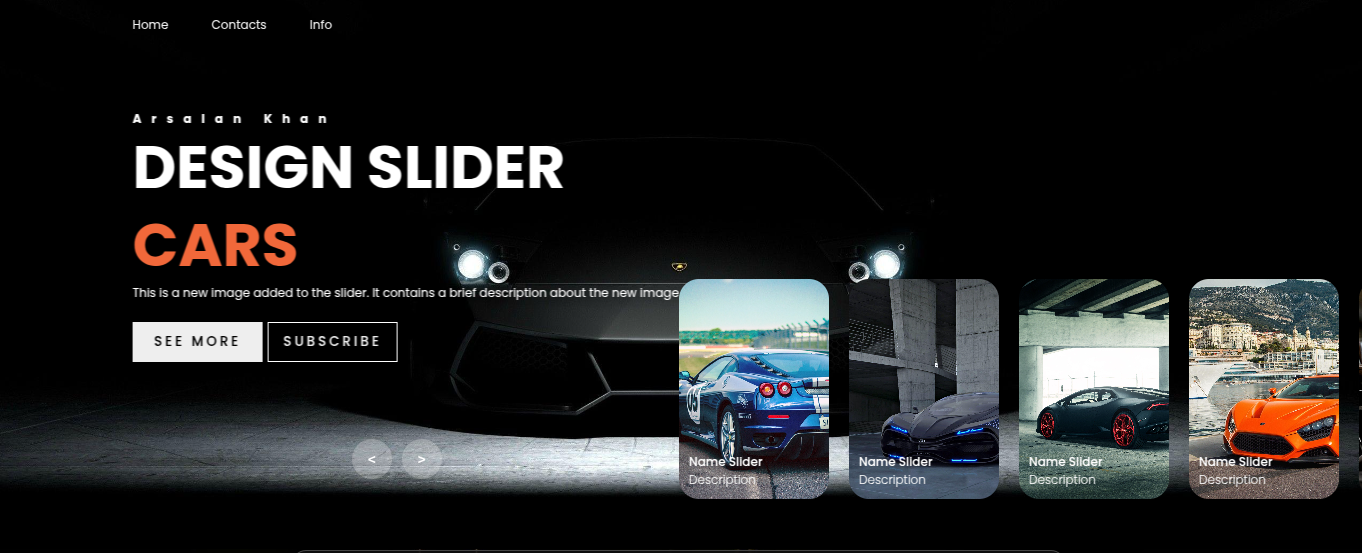 Home Contacts Info
Arsalan Khan
DESIGN SLIDER
CARS
This is a new image added to the slider. It contains a brief description about the new image
SEE MORE SUBSCRIBE
< >
Name Slider
Description
Name Slider
Description
Name Slider
Description
Name Slider
Description